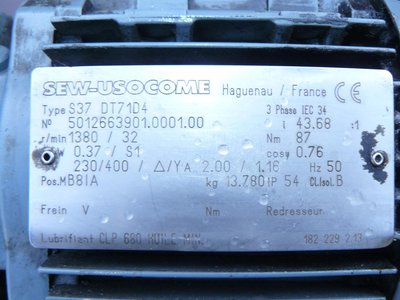 SEW-USOCOME Haguenau / France CE
Type S37 DT71D4 3 Phase IEC 34
Nº 5012663901.0001.00 i 43.68 :1
r/min 1380 / 32 Nm 87
kW 0.37 / S1 cosφ 0.76
230/400 / △/Y A 2.00 / 1.16 Hz 50
Pos.M B8IA kg 13.780 IP 54 Cl.Isol. B
Frein V Nm Redresseur
Lubrifiant CLP 680 HUILE MIN. 182 229 2.13